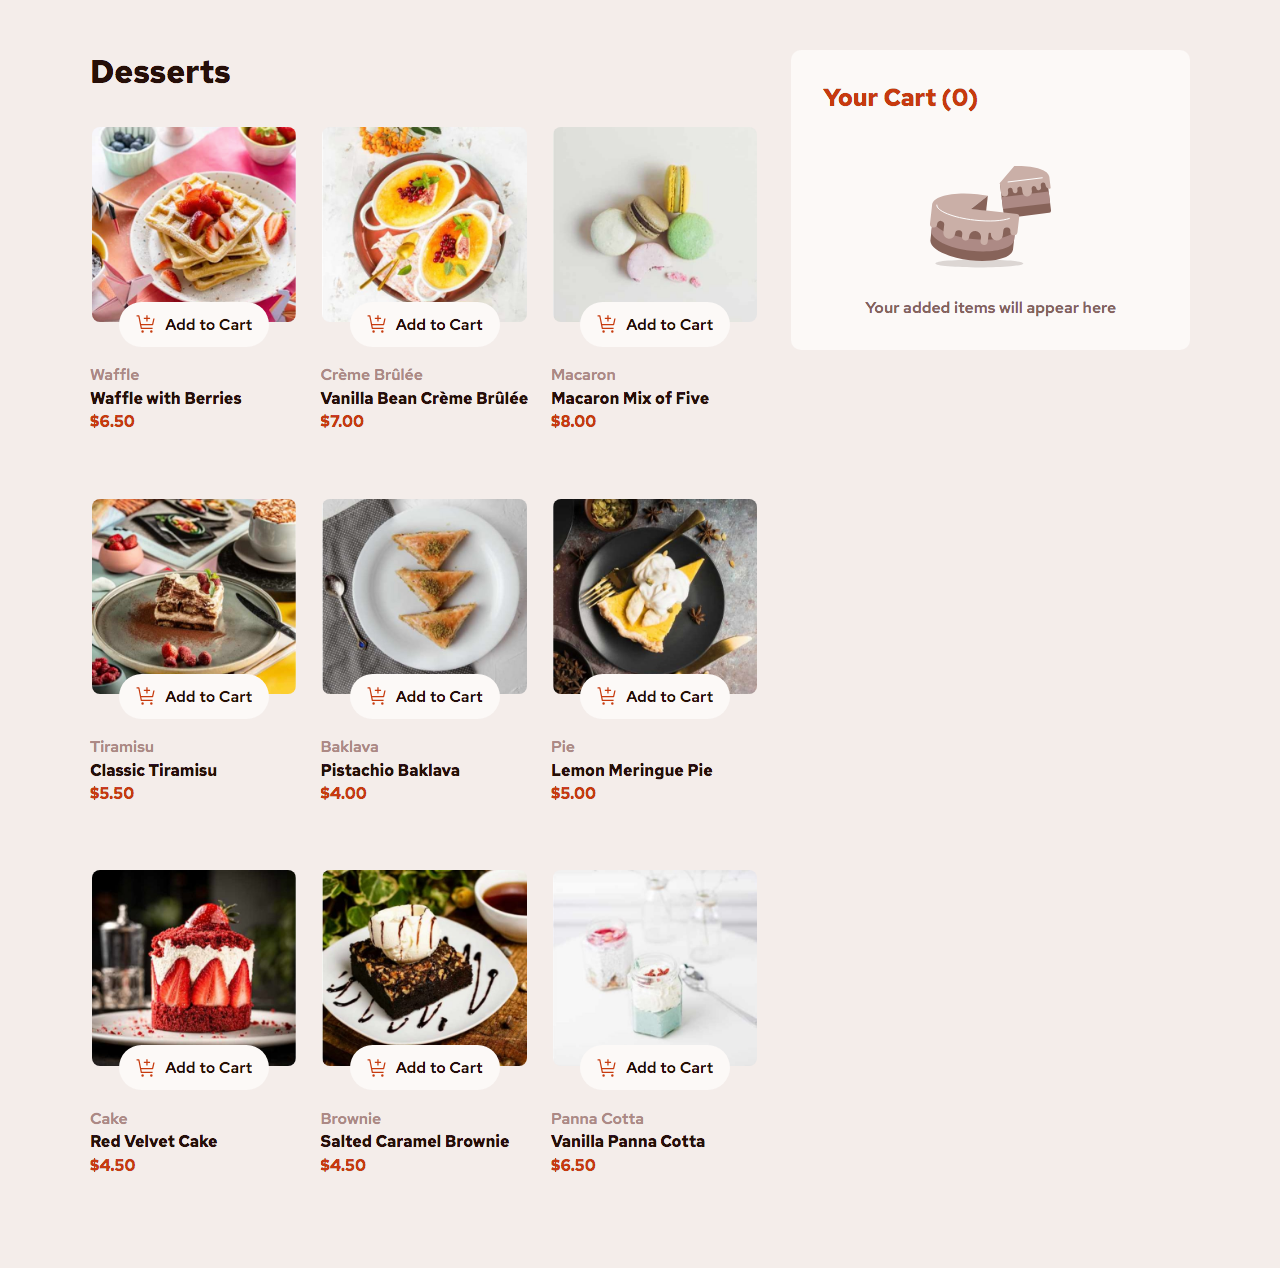 Desserts
Add to Cart
Waffle
Waffle with Berries
$6.50
Add to Cart
Crème Brûlée
Vanilla Bean Crème Brûlée
$7.00
Add to Cart
Macaron
Macaron Mix of Five
$8.00
Add to Cart
Tiramisu
Classic Tiramisu
$5.50
Add to Cart
Baklava
Pistachio Baklava
$4.00
Add to Cart
Pie
Lemon Meringue Pie
$5.00
Add to Cart
Cake
Red Velvet Cake
$4.50
Add to Cart
Brownie
Salted Caramel Brownie
$4.50
Add to Cart
Panna Cotta
Vanilla Panna Cotta
$6.50
Your Cart (0)
Your added items will appear here